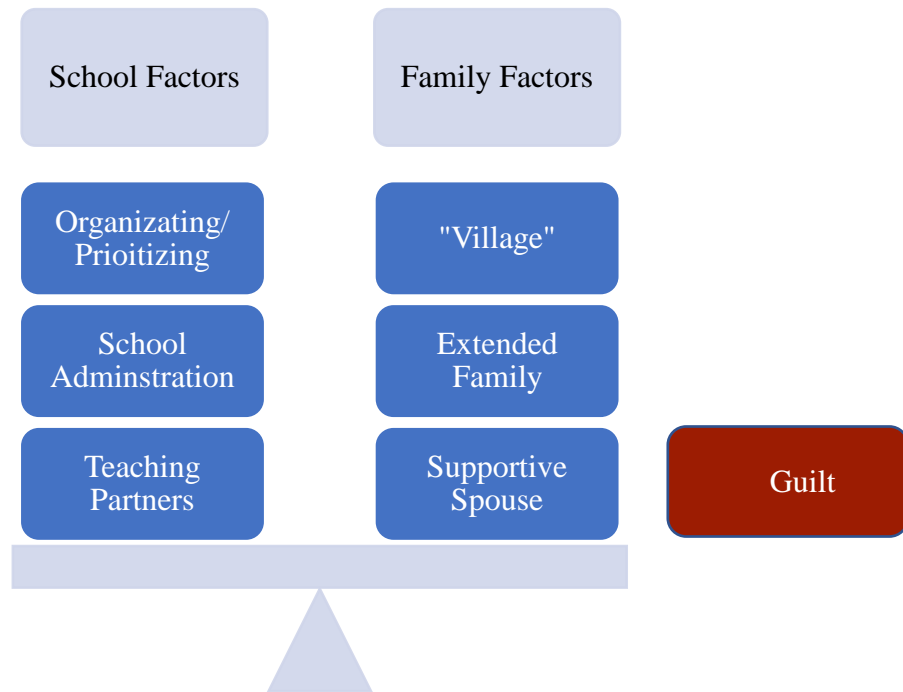 School Factors
Family Factors
Organizating/
Prioitizing
"Village"
School
Adminstration
Extended
Family
Teaching
Partners
Supportive
Spouse
Guilt